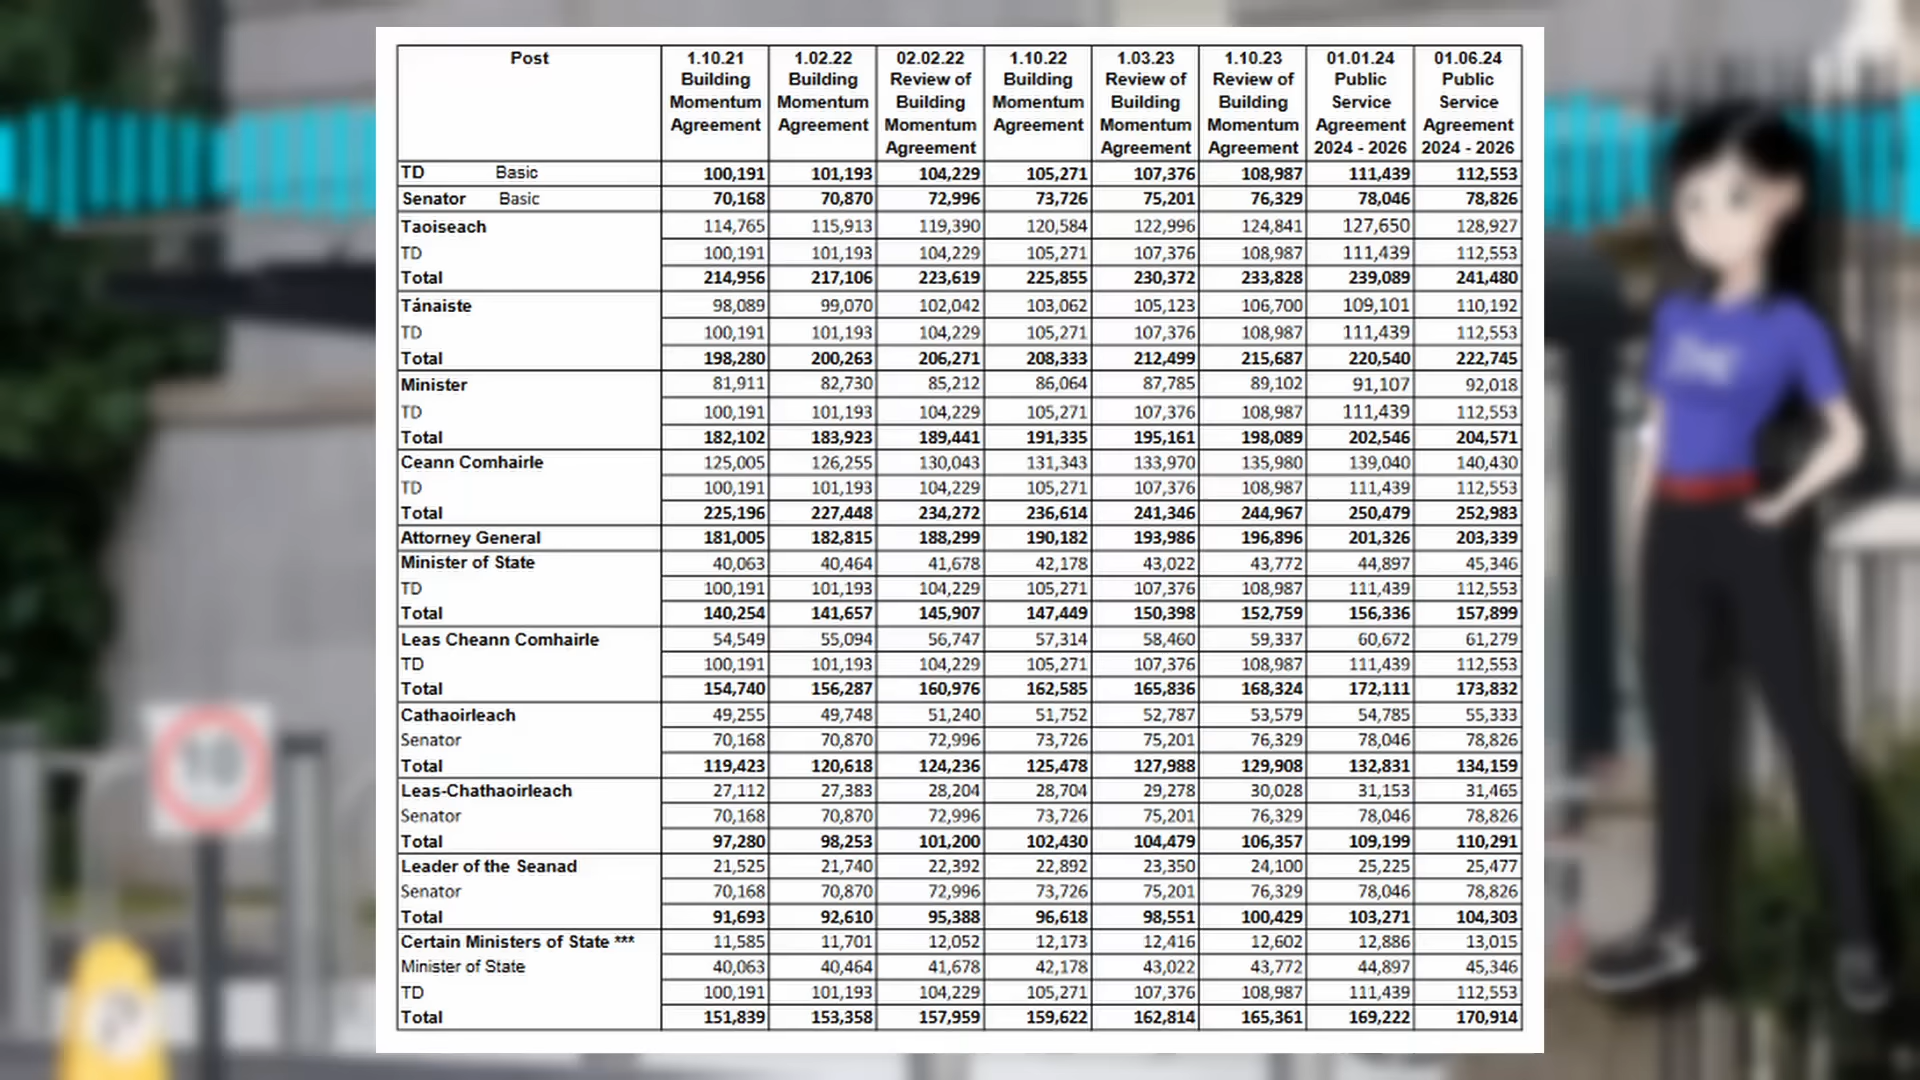 Post 1.10.21 Building Momentum Agreement 1.02.22 Building Momentum Agreement 02.02.22 Review of Building Momentum Agreement 1.10.22 Building Momentum Agreement 1.03.23 Review of Building Momentum Agreement 1.10.23 Review of Building Momentum Agreement 01.01.24 Public Service Agreement 2024 - 2026 01.06.24 Public Service Agreement 2024 - 2026
TD Basic 100,191 101,193 104,229 105,271 107,376 108,987 111,439 112,553
Senator Basic 70,168 70,870 72,996 73,726 75,201 76,329 78,046 78,826
Taoiseach 114,765 115,913 119,390 120,584 122,996 124,841 127,650 128,927
TD 100,191 101,193 104,229 105,271 107,376 108,987 111,439 112,553
Total 214,956 217,106 223,619 225,855 230,372 233,828 239,089 241,480
Tánaiste 98,089 99,070 102,042 103,062 105,123 106,700 109,101 110,192
TD 100,191 101,193 104,229 105,271 107,376 108,987 111,439 112,553
Total 198,280 200,263 206,271 208,333 212,499 215,687 220,540 222,745
Minister 81,911 82,730 85,212 86,064 87,785 89,102 91,107 92,018
TD 100,191 101,193 104,229 105,271 107,376 108,987 111,439 112,553
Total 182,102 183,923 189,441 191,335 195,161 198,089 202,546 204,571
Ceann Comhairle 125,005 126,255 130,043 131,343 133,970 135,980 139,040 140,430
TD 100,191 101,193 104,229 105,271 107,376 108,987 111,439 112,553
Total 225,196 227,448 234,272 236,614 241,346 244,967 250,479 252,983
Attorney General 181,005 182,815 188,299 190,182 193,986 196,896 201,326 203,339
Minister of State 40,063 40,464 41,678 42,178 43,022 43,772 44,897 45,346
TD 100,191 101,193 104,229 105,271 107,376 108,987 111,439 112,553
Total 140,254 141,657 145,907 147,449 150,398 152,759 156,336 157,899
Leas Cheann Comhairle 54,549 55,094 56,747 57,314 58,460 59,337 60,672 61,279
TD 100,191 101,193 104,229 105,271 107,376 108,987 111,439 112,553
Total 154,740 156,287 160,976 162,585 165,836 168,324 172,111 173,832
Cathaoirleach 49,255 49,748 51,240 51,752 52,787 53,579 54,785 55,333
Senator 70,168 70,870 72,996 73,726 75,201 76,329 78,046 78,826
Total 119,423 120,618 124,236 125,478 127,988 129,908 132,831 134,159
Leas-Chathaoirleach 27,112 27,383 28,204 28,704 29,278 30,028 31,153 31,465
Senator 70,168 70,870 72,996 73,726 75,201 76,329 78,046 78,826
Total 97,280 98,253 101,200 102,430 104,479 106,357 109,199 110,291
Leader of the Seanad 21,525 21,740 22,392 22,892 23,350 24,100 25,225 25,477
Senator 70,168 70,870 72,996 73,726 75,201 76,329 78,046 78,826
Total 91,693 92,610 95,388 96,618 98,551 100,429 103,271 104,303
Certain Ministers of State *** 11,585 11,701 12,052 12,173 12,416 12,602 12,886 13,015
Minister of State 40,063 40,464 41,678 42,178 43,022 43,772 44,897 45,346
TD 100,191 101,193 104,229 105,271 107,376 108,987 111,439 112,553
Total 151,839 153,358 157,959 159,622 162,814 165,361 169,222 170,914